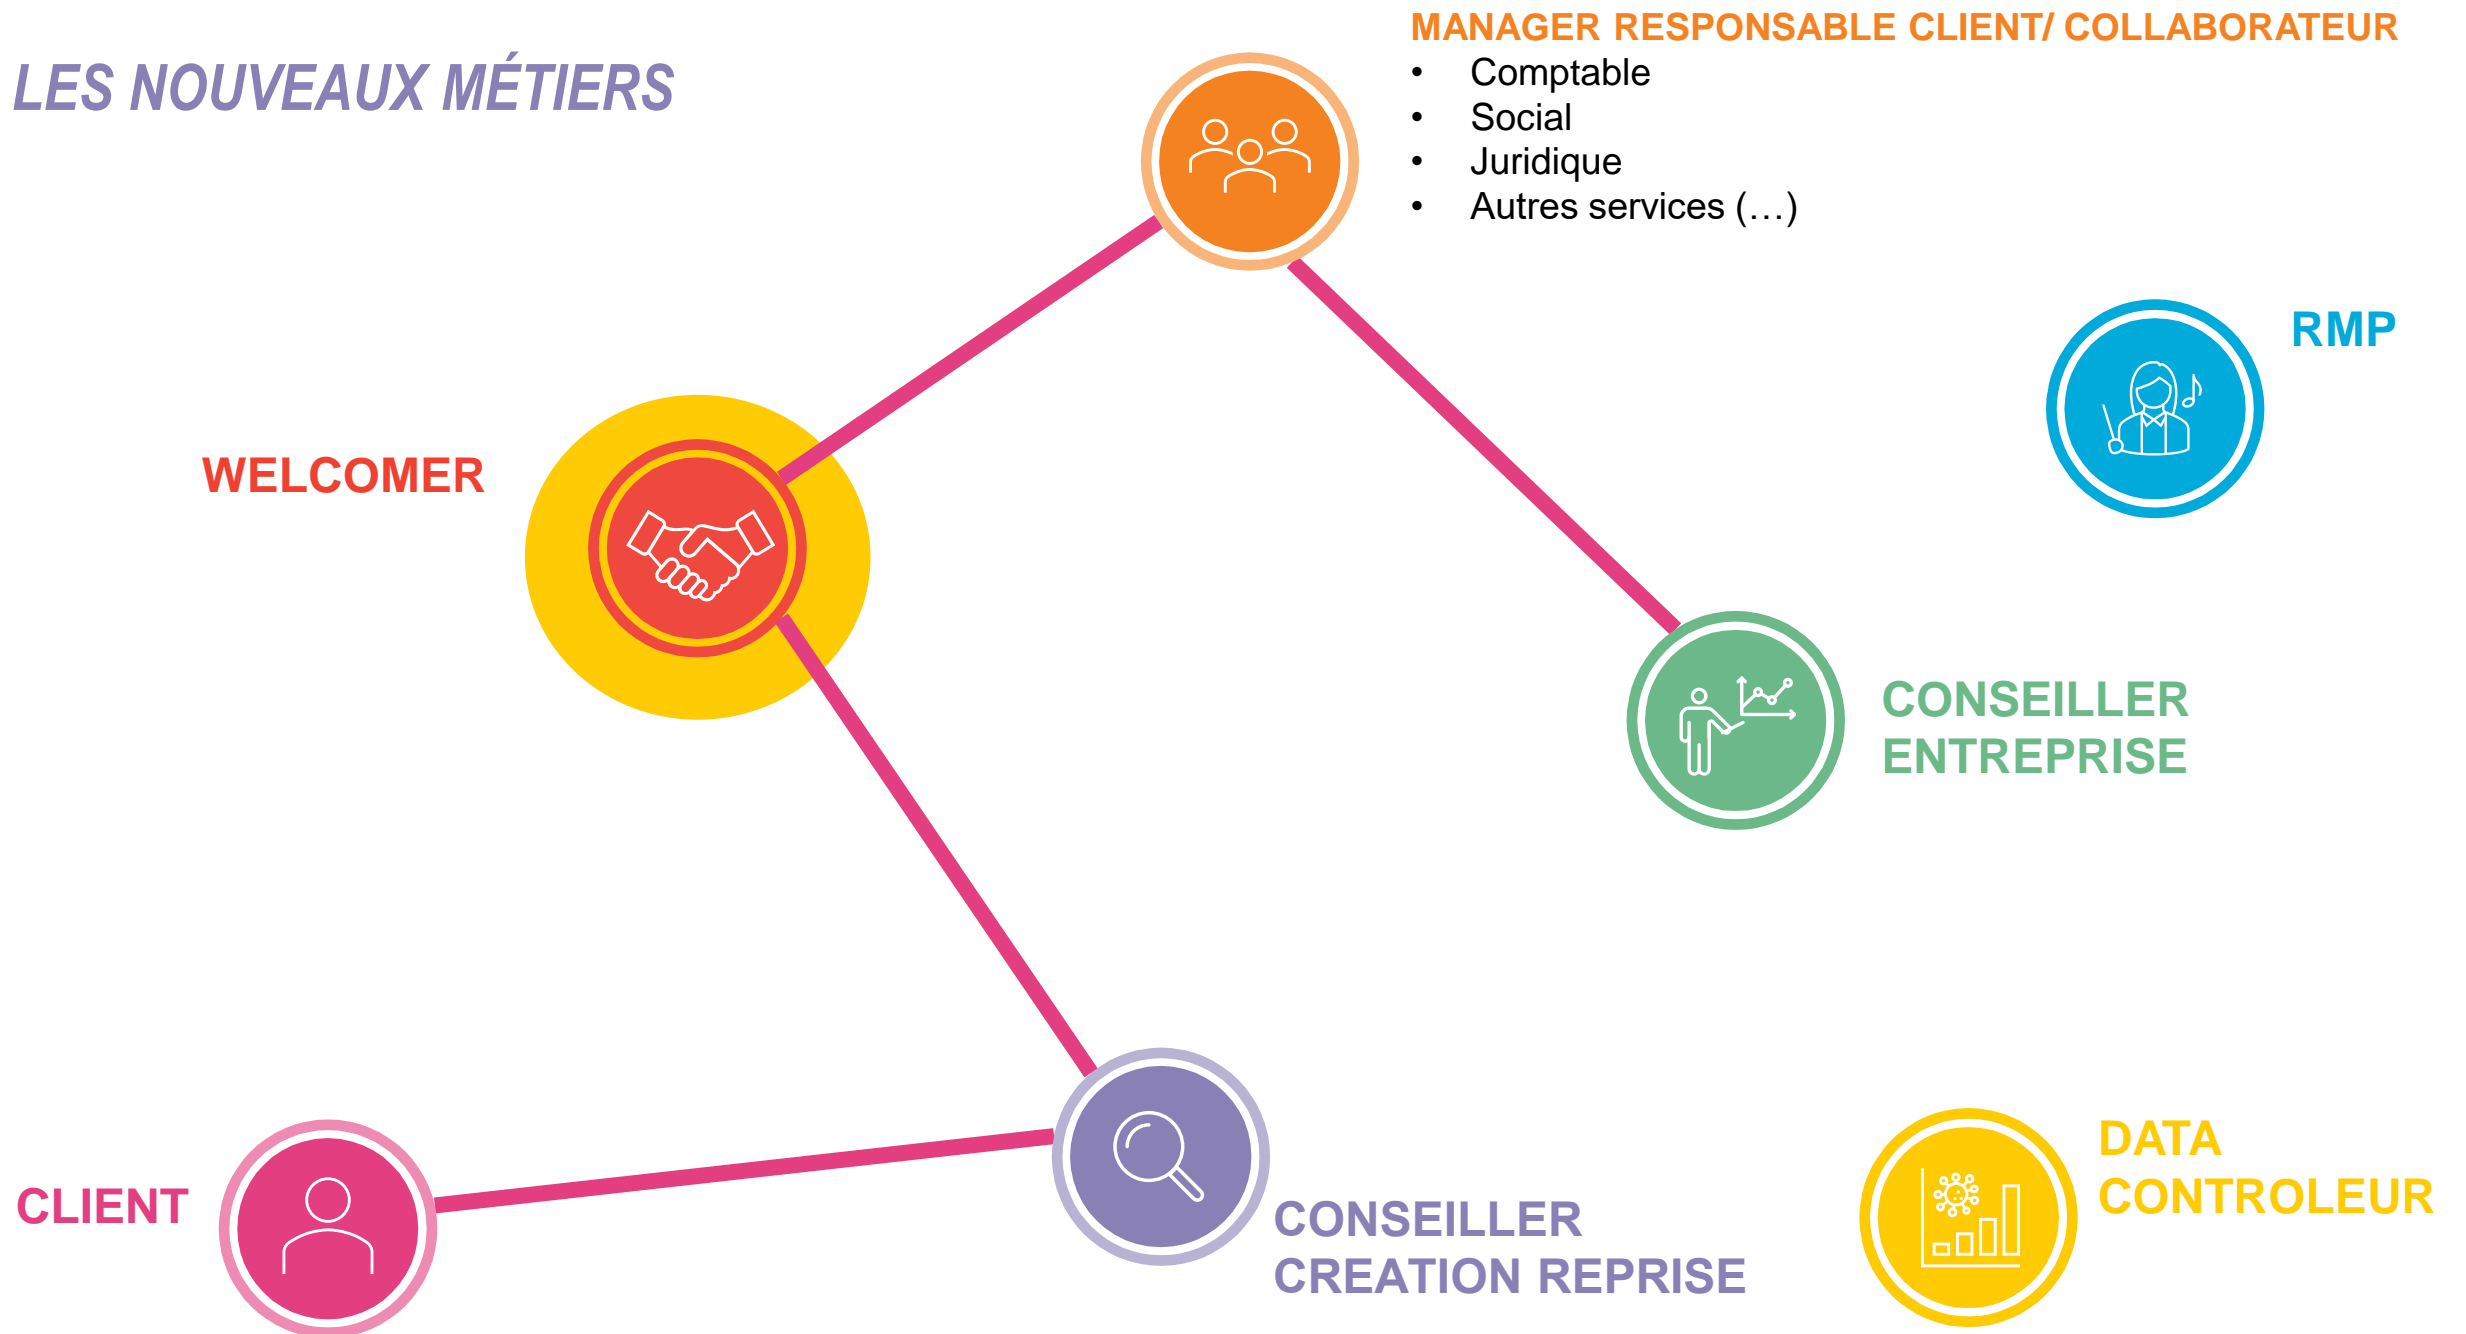 LES NOUVEAUX MÉTIERS
MANAGER RESPONSABLE CLIENT/ COLLABORATEUR
• Comptable
• Social
• Juridique
• Autres services (…)
RMP
WELCOMER
CONSEILLER
ENTREPRISE
CLIENT
CONSEILLER
CREATION REPRISE
DATA
CONTROLEUR